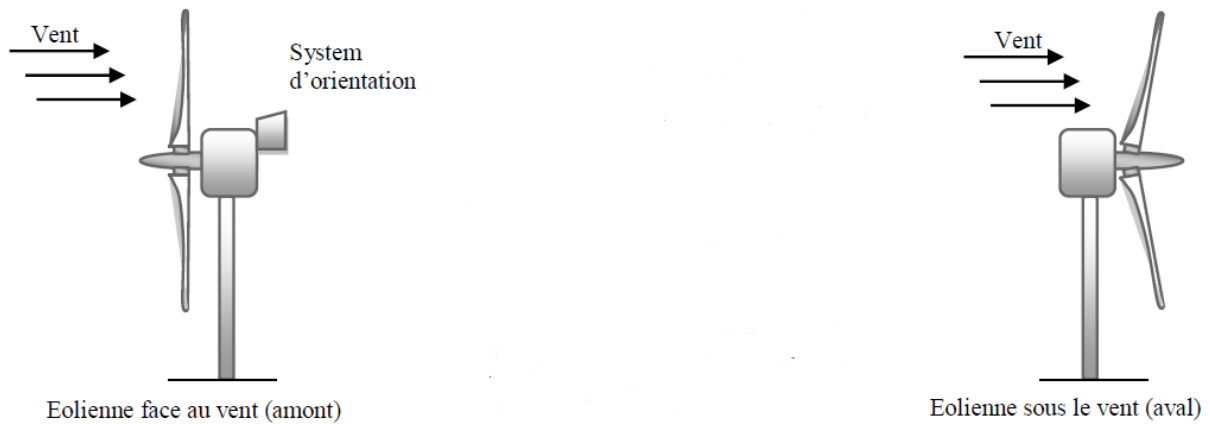 Vent
System
d'orientation
Eolienne face au vent (amont)
Vent
Eolienne sous le vent (aval)